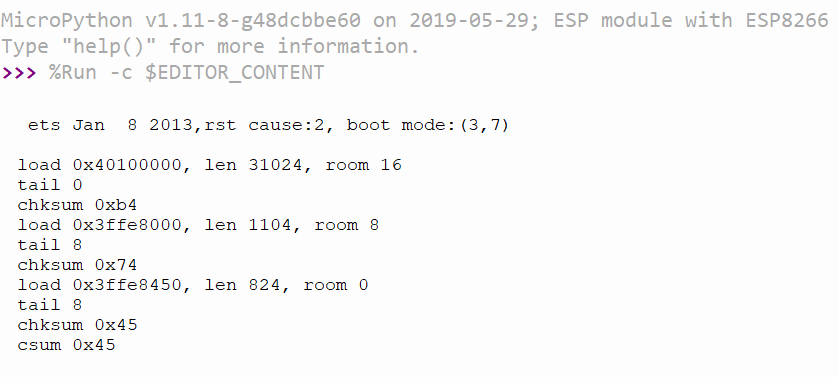 MicroPython v1.11-8-g48dcbbe60 on 2019-05-29; ESP module with ESP8266
Type "help()" for more information.
>>> %Run -c $EDITOR_CONTENT
ets Jan  8 2013,rst cause:2, boot mode:(3,7)
load 0x40100000, len 31024, room 16
tail 0
chksum 0xb4
load 0x3ffe8000, len 1104, room 8
tail 8
chksum 0x74
load 0x3ffe8450, len 824, room 0
tail 8
chksum 0x45
csum 0x45